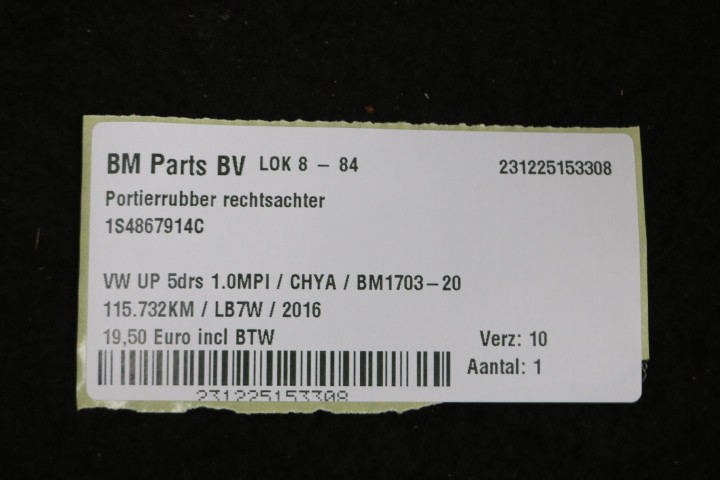 BM Parts BV LOK 8 - 84 231225153308
Portierrubber rechtsachter
1S4867914C
VW UP 5drs 1.0MPI / CHYA / BM1703-20
115.732KM / LB7W / 2016
19,50 Euro incl BTW Verz: 10
Aantal: 1
231225153308